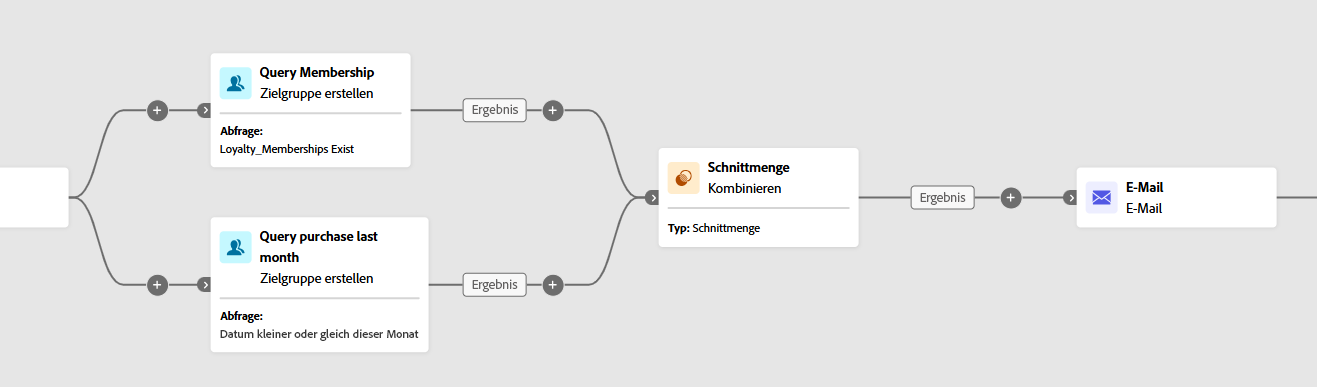 Query Membership
Zielgruppe erstellen
Abfrage:
Loyalty_Memberships Exist
Ergebnis
Query purchase last
month
Zielgruppe erstellen
Abfrage:
Datum kleiner oder gleich dieser Monat
Ergebnis
Schnittmenge
Kombinieren
Typ: Schnittmenge
Ergebnis
E-Mail
E-Mail